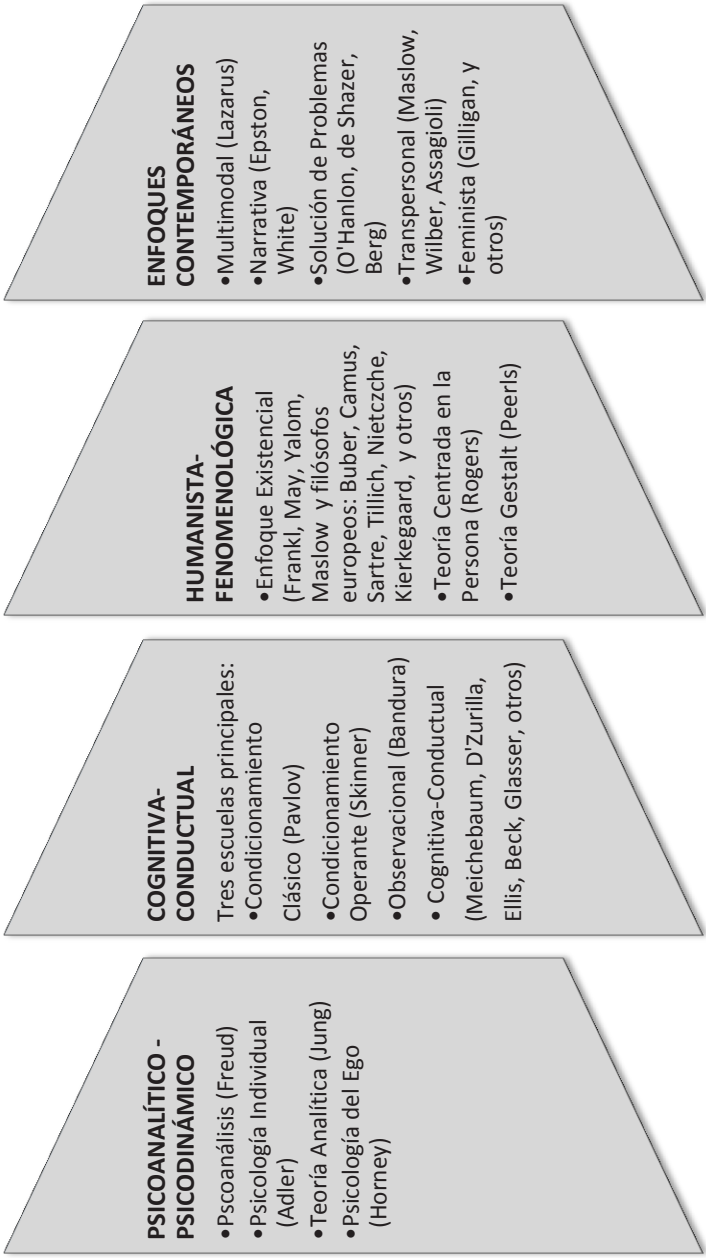 PSICOANALÍTICO -
PSICODINÁMICO
•Pscoanálisis (Freud)
•Psicología Individual
(Adler)
•Teoría Analítica (Jung)
•Psicología del Ego
(Horney)
COGNITIVA-
CONDUCTUAL
Tres escuelas principales:
•Condicionamiento
Clásico (Pavlov)
•Condicionamiento
Operante (Skinner)
•Observacional (Bandura)
• Cognitiva-Conductual
(Meichebaum, D'Zurilla,
Ellis, Beck, Glasser, otros)
HUMANISTA-
FENOMENOLÓGICA
•Enfoque Existencial
(Frankl, May, Yalom,
Maslow y filósofos
europeos: Buber, Camus,
Sartre, Tillich, Nietczche,
Kierkegaard, y otros)
•Teoría Centrada en la
Persona (Rogers)
•Teoría Gestalt (Peerls)
ENFOQUES
CONTEMPORÁNEOS
•Multimodal (Lazarus)
•Narrativa (Epston,
White)
•Solución de Problemas
(O'Hanlon, de Shazer,
Berg)
•Transpersonal (Maslow,
Wilber, Assagioli)
•Feminista (Gilligan, y
otros)